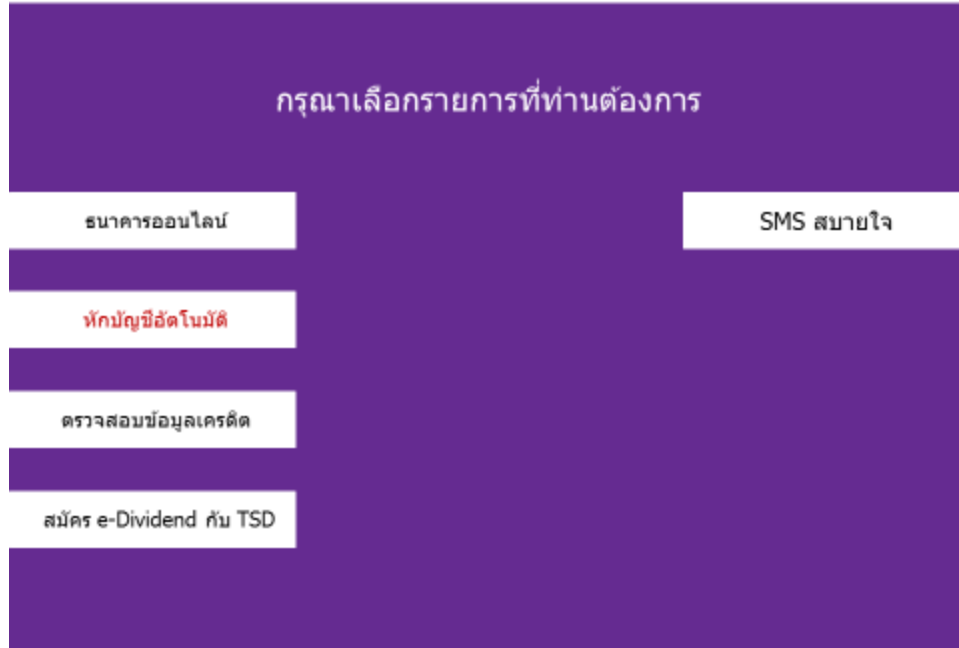 กรุณาเลือกรายการที่ท่านต้องการ
ธนาคารออนไลน์
SMS สบายใจ
หักบัญชีอัตโนมัติ
ตรวจสอบข้อมูลเครดิต
สมัคร e-Dividend กับ TSD